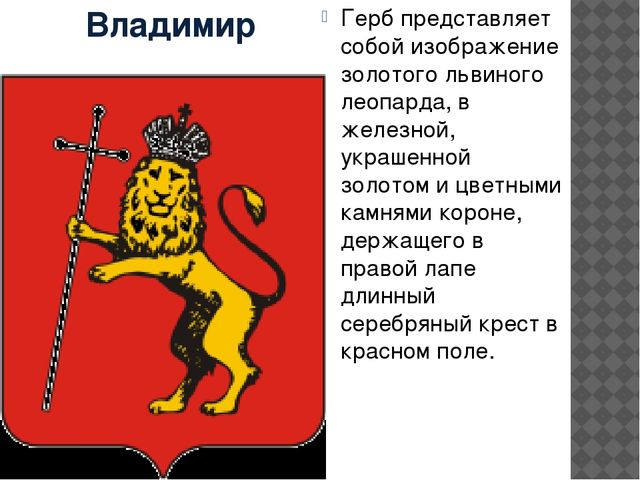 Владимир
Герб представляет
собой изображение
золотого львиного
леопарда, в
железной,
украшенной
золотом и цветными
камнями короне,
держащего в
правой лапе
длинный
серебряный крест в
красном поле.